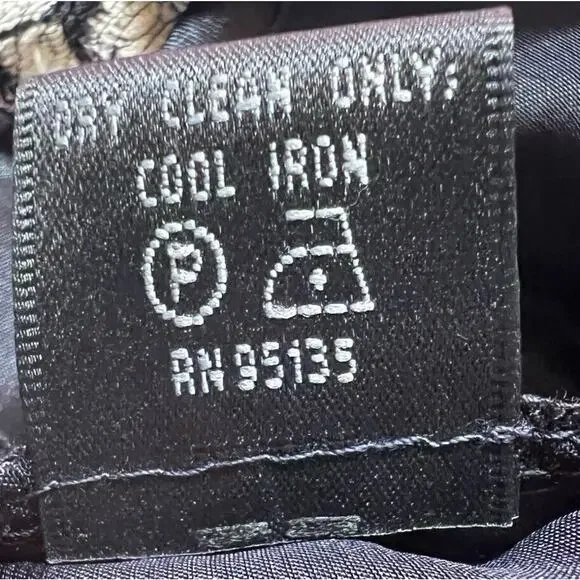 DRY CLEAN ONLY:
COOL IRON
P
RN 95135